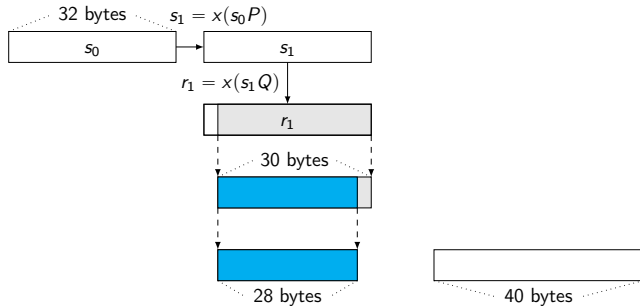 32 bytes
s₁ = x(s₀P)
s₀
s₁
r₁ = x(s₁Q)
r₁
30 bytes
28 bytes
40 bytes